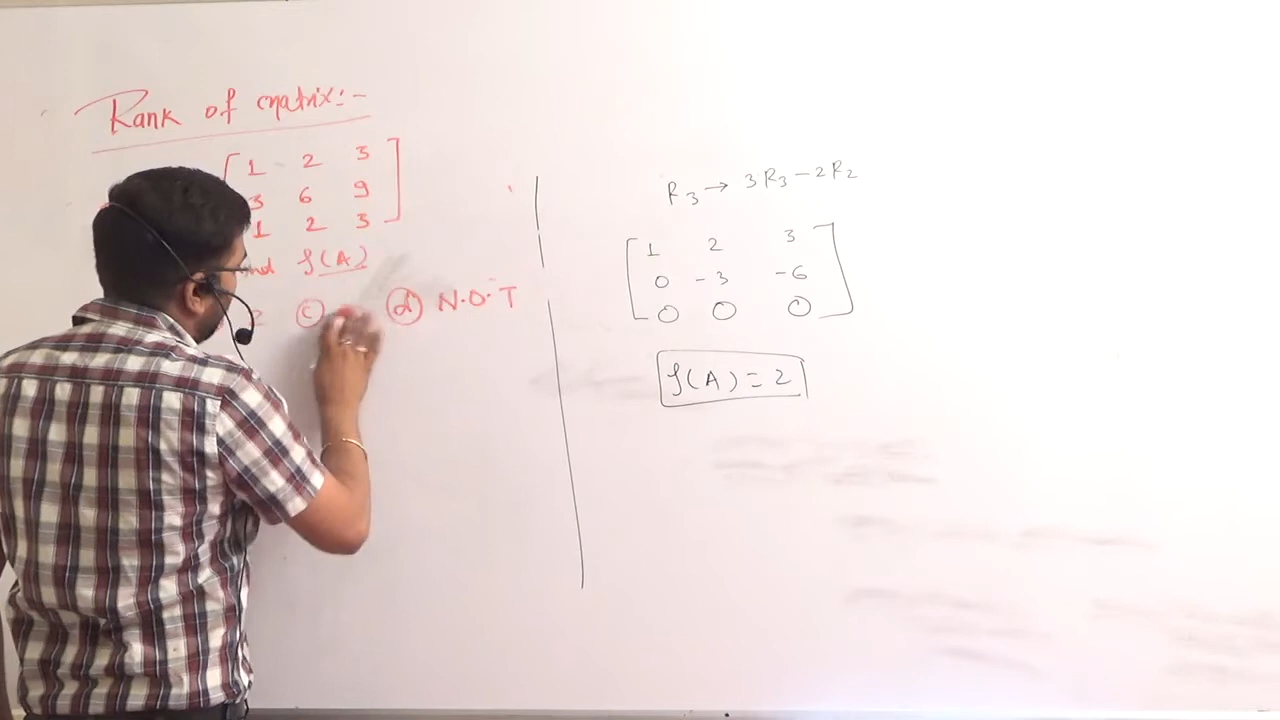 Rank of matrix:-
1 2 3
3 6 9
1 2 3
ρ(A)
2 (c) (d) N.O.T
R3 → 3R3-2R2
1 2 3
0 -3 -6
0 0 0
ρ(A) = 2